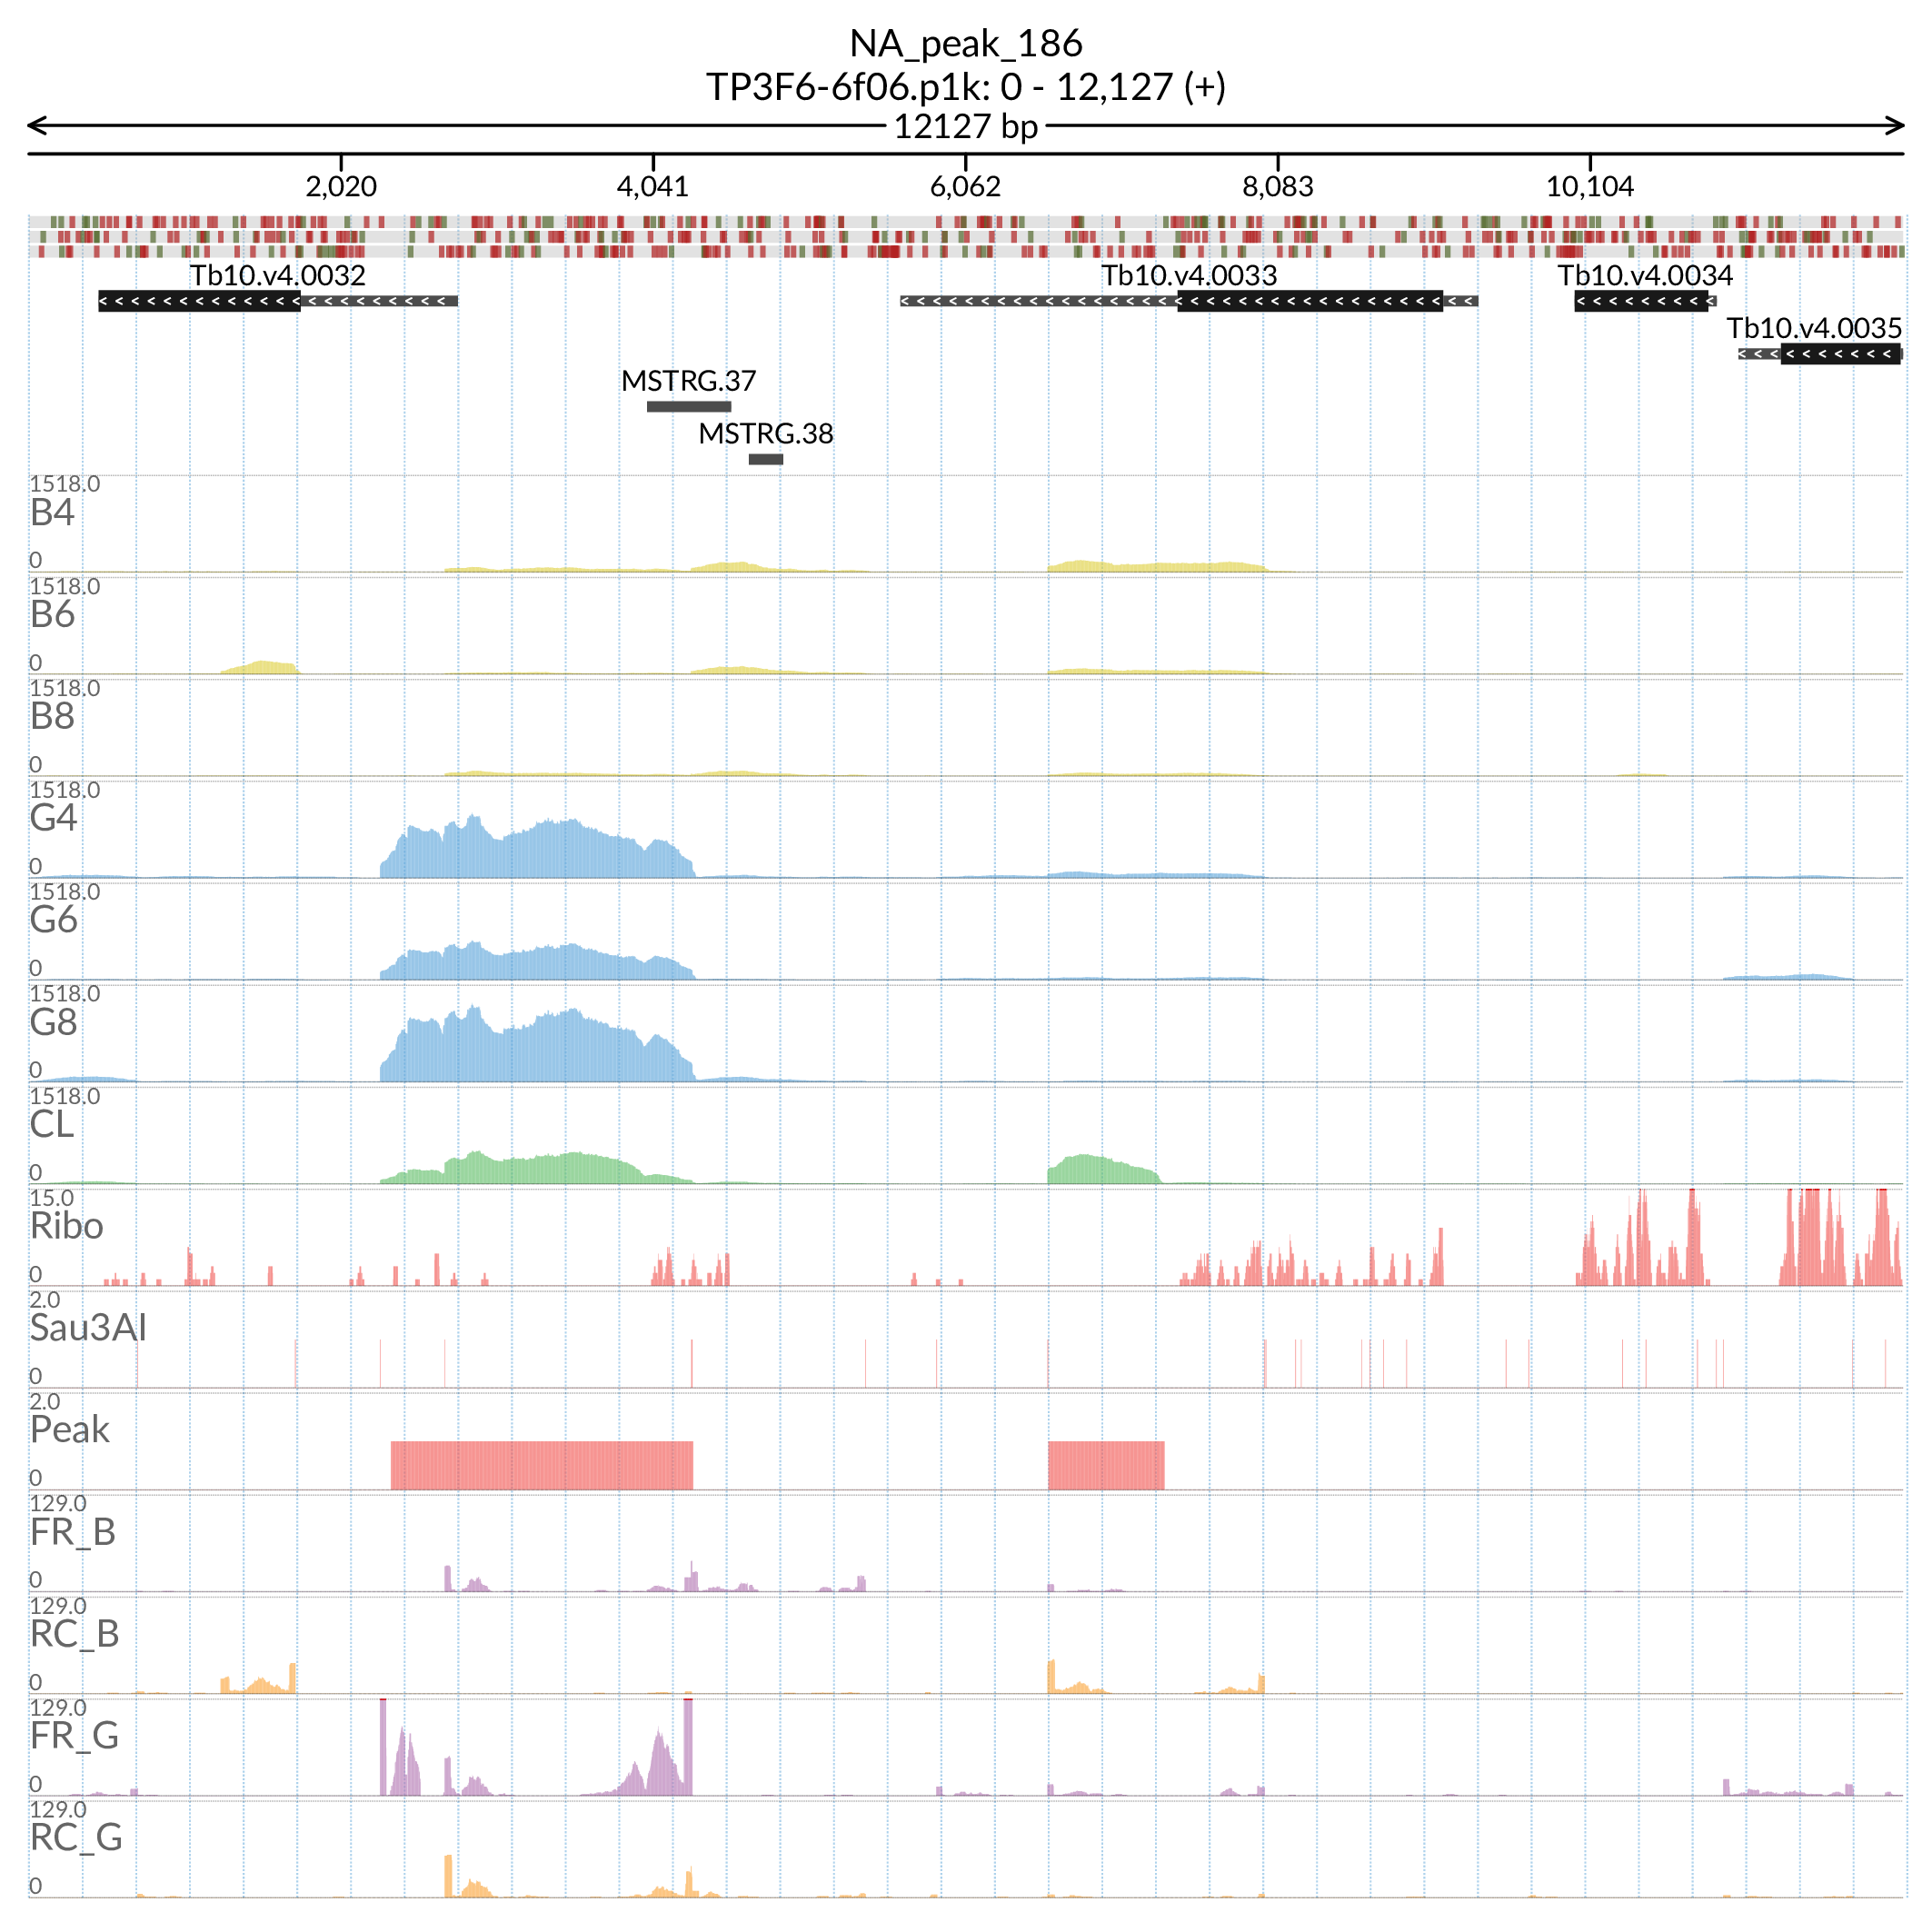 NA_peak_186
TP3F6-6f06.p1k: 0 - 12,127 (+)
12127 bp
2,020 4,041 6,062 8,083 10,104
Tb10.v4.0032 Tb10.v4.0033 Tb10.v4.0034
Tb10.v4.0035
MSTRG.37
MSTRG.38
1518.0
B4
0
1518.0
B6
0
1518.0
B8
0
1518.0
G4
0
1518.0
G6
0
1518.0
G8
0
1518.0
CL
0
15.0
Ribo
0
2.0
Sau3AI
0
2.0
Peak
0
129.0
FR_B
0
129.0
RC_B
0
129.0
FR_G
0
129.0
RC_G
0